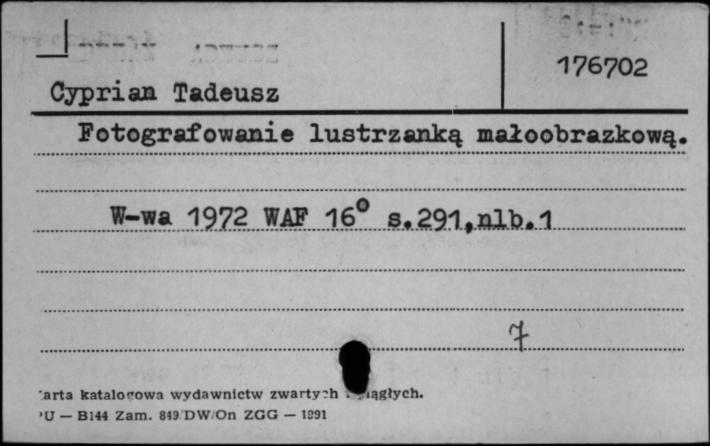 176702
Cyprian Tadeusz
Fotografowanie lustrzanką małoobrazkową.
W-wa 1972 WAF 16° s.291,nlb.1
7
arta katalogowa wydawnictw zwartych
U — B144 Zam. 849/DW/On ZGG — 1991